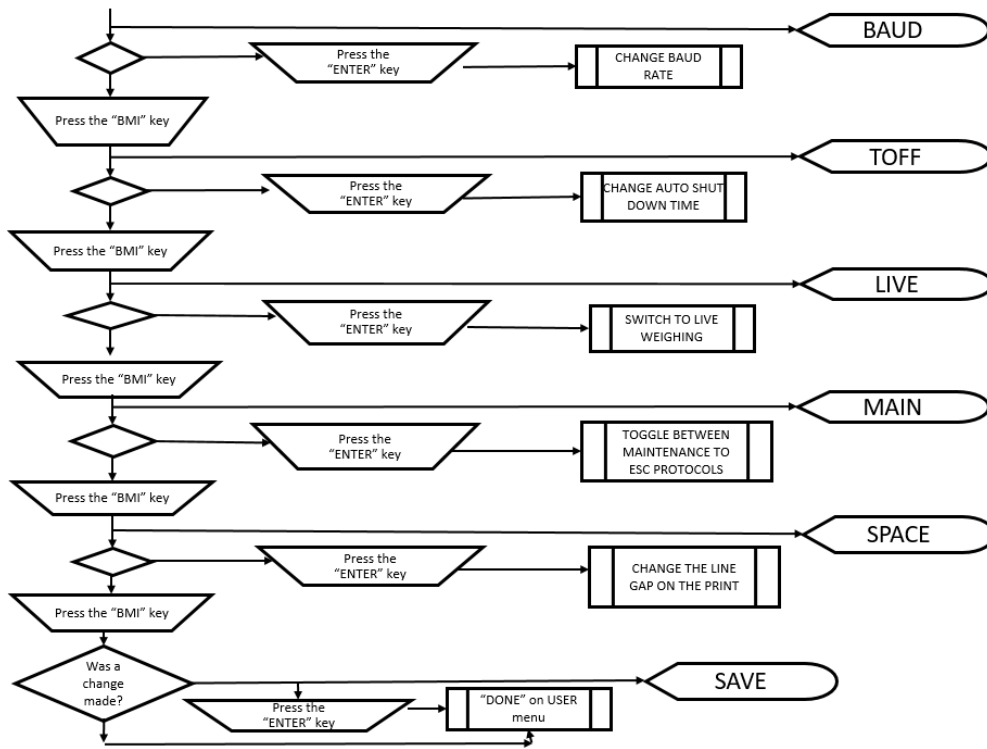 BAUD
Press the
“ENTER” key
CHANGE BAUD
RATE
Press the “BMI” key
TOFF
Press the
“ENTER” key
CHANGE AUTO SHUT
DOWN TIME
Press the “BMI” key
LIVE
Press the
“ENTER” key
SWITCH TO LIVE
WEIGHING
Press the “BMI” key
MAIN
Press the
“ENTER” key
TOGGLE BETWEEN
MAINTENANCE TO
ESC PROTOCOLS
Press the “BMI” key
SPACE
Press the
“ENTER” key
CHANGE THE LINE
GAP ON THE PRINT
Press the “BMI” key
Was a
change
made?
SAVE
Press the
“ENTER” key
“DONE” on USER
menu